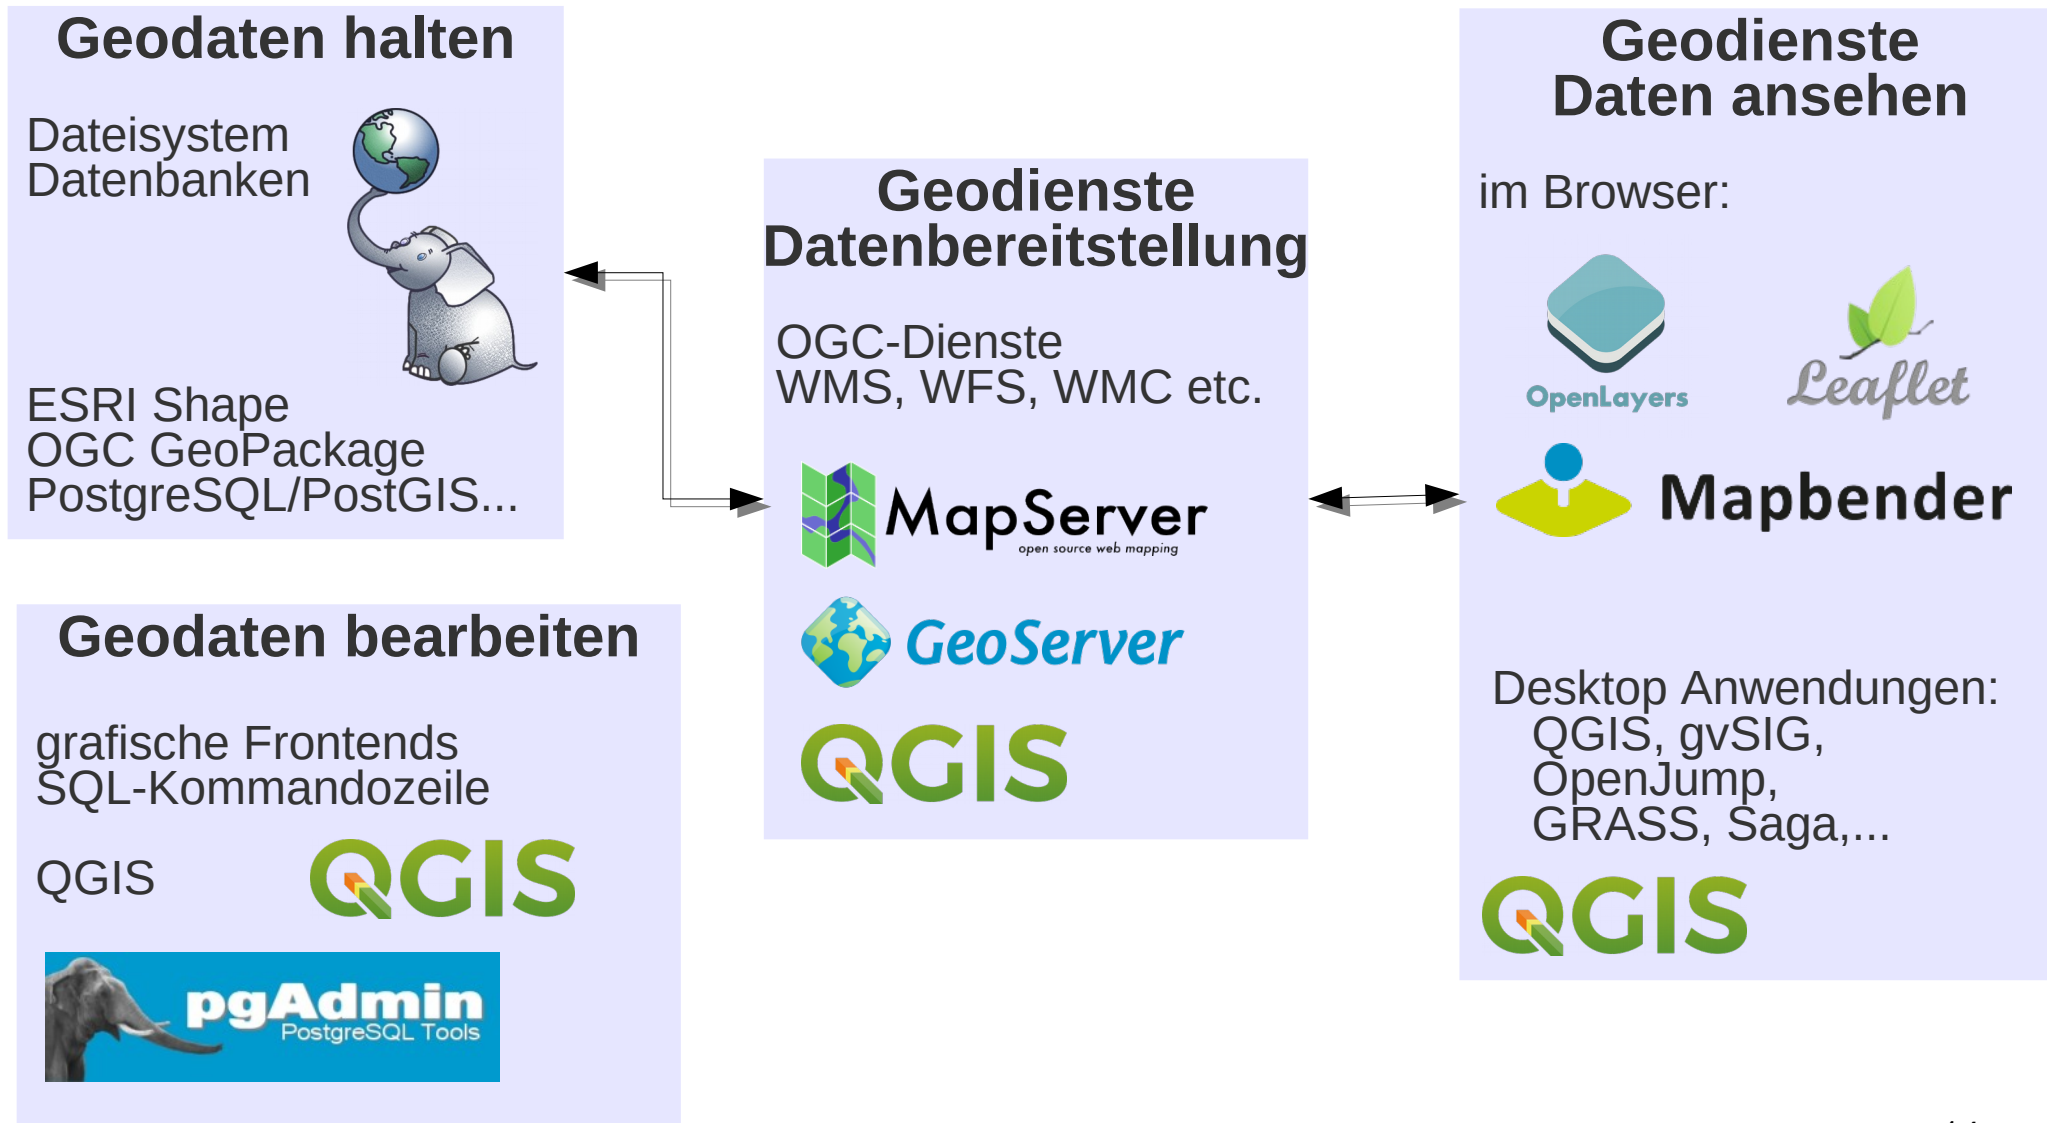 Geodaten halten
Dateisystem
Datenbanken
ESRI Shape
OGC GeoPackage
PostgreSQL/PostGIS...
Geodaten bearbeiten
grafische Frontends
SQL-Kommandozeile
QGIS
QGIS
pgAdmin
PostgreSQL Tools
Geodienste
Datenbereitstellung
OGC-Dienste
WMS, WFS, WMC etc.
MapServer
open source web mapping
GeoServer
QGIS
Geodienste
Daten ansehen
im Browser:
OpenLayers
Leaflet
Mapbender
Desktop Anwendungen:
QGIS, gvSIG,
OpenJump,
GRASS, Saga,...
QGIS